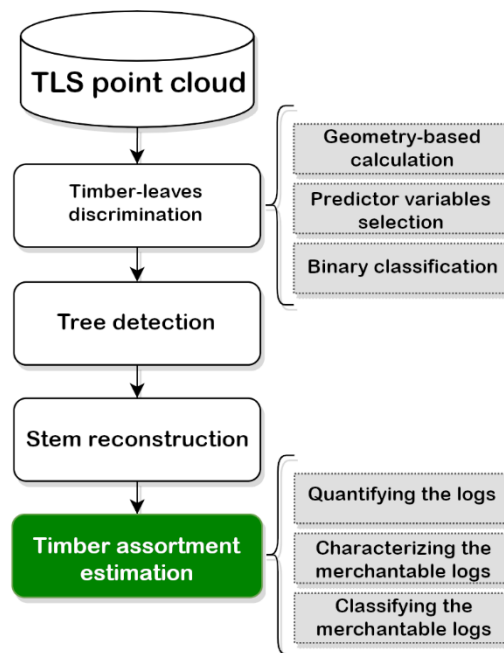 TLS point cloud
Timber-leaves
discrimination
Geometry-based
calculation
Predictor variables
selection
Binary classification
Tree detection
Stem reconstruction
Timber assortment
estimation
Quantifying the logs
Characterizing the
merchantable logs
Classifying the
merchantable logs